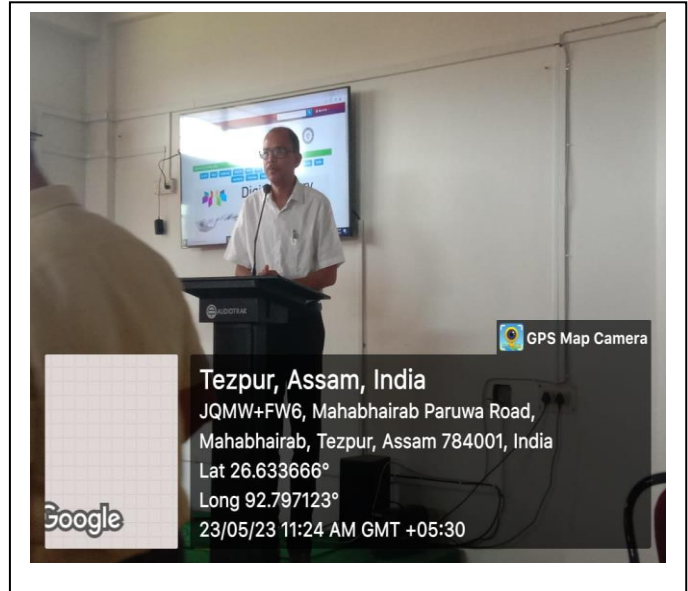 AUDIOTRAK
GPS Map Camera
Tezpur, Assam, India
JQMW+FW6, Mahabhairab Paruwa Road,
Mahabhairab, Tezpur, Assam 784001, India
Lat 26.633666°
Long 92.797123°
23/05/23 11:24 AM GMT +05:30
Google